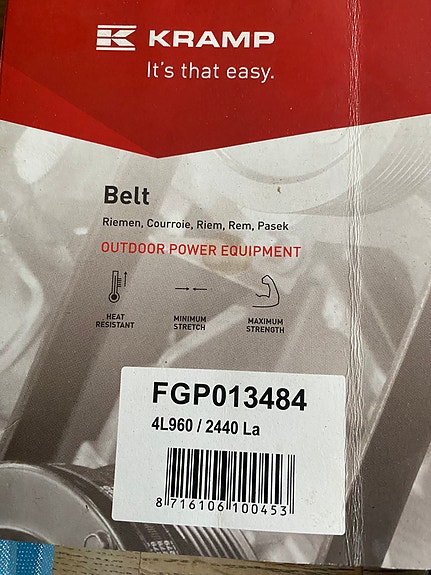 KRAMP
It's that easy.
Belt
Riemen, Courroie, Riem, Rem, Pasek
OUTDOOR POWER EQUIPMENT
HEAT RESISTANT
MINIMUM STRETCH
MAXIMUM STRENGTH
FGP013484
4L960 / 2440 La
8 716106 100453